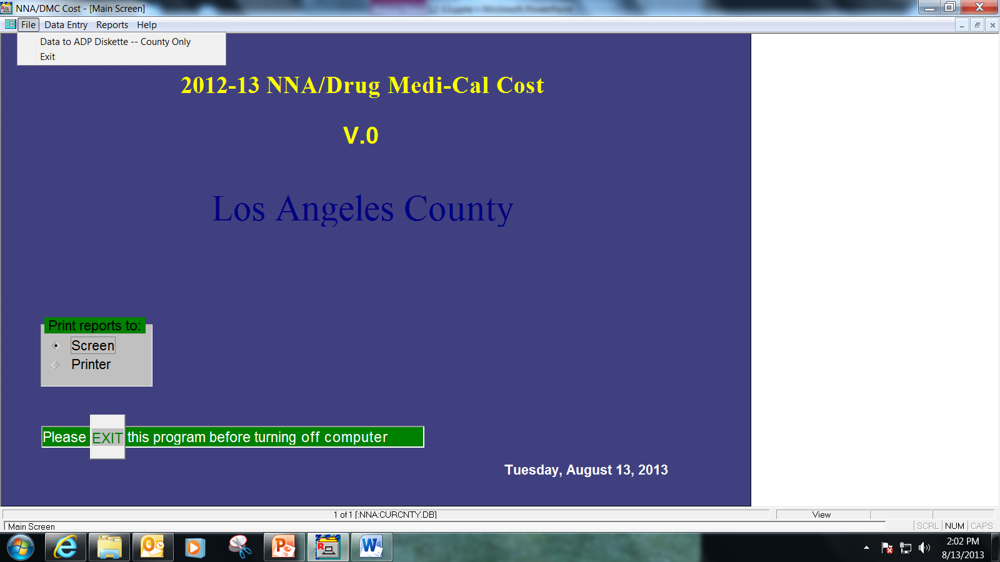 NNA/DMC Cost - [Main Screen]
File Data Entry Reports Help
Data to ADP Diskette -- County Only
Exit
2012-13 NNA/Drug Medi-Cal Cost
V.0
Los Angeles County
Print reports to:
Screen
Printer
Please EXIT this program before turning off computer
Tuesday, August 13, 2013
1 of 1 [:NNA:CURCNTY.DB]
View
Main Screen
SCRL NUM CAPS
2:02 PM
8/13/2013